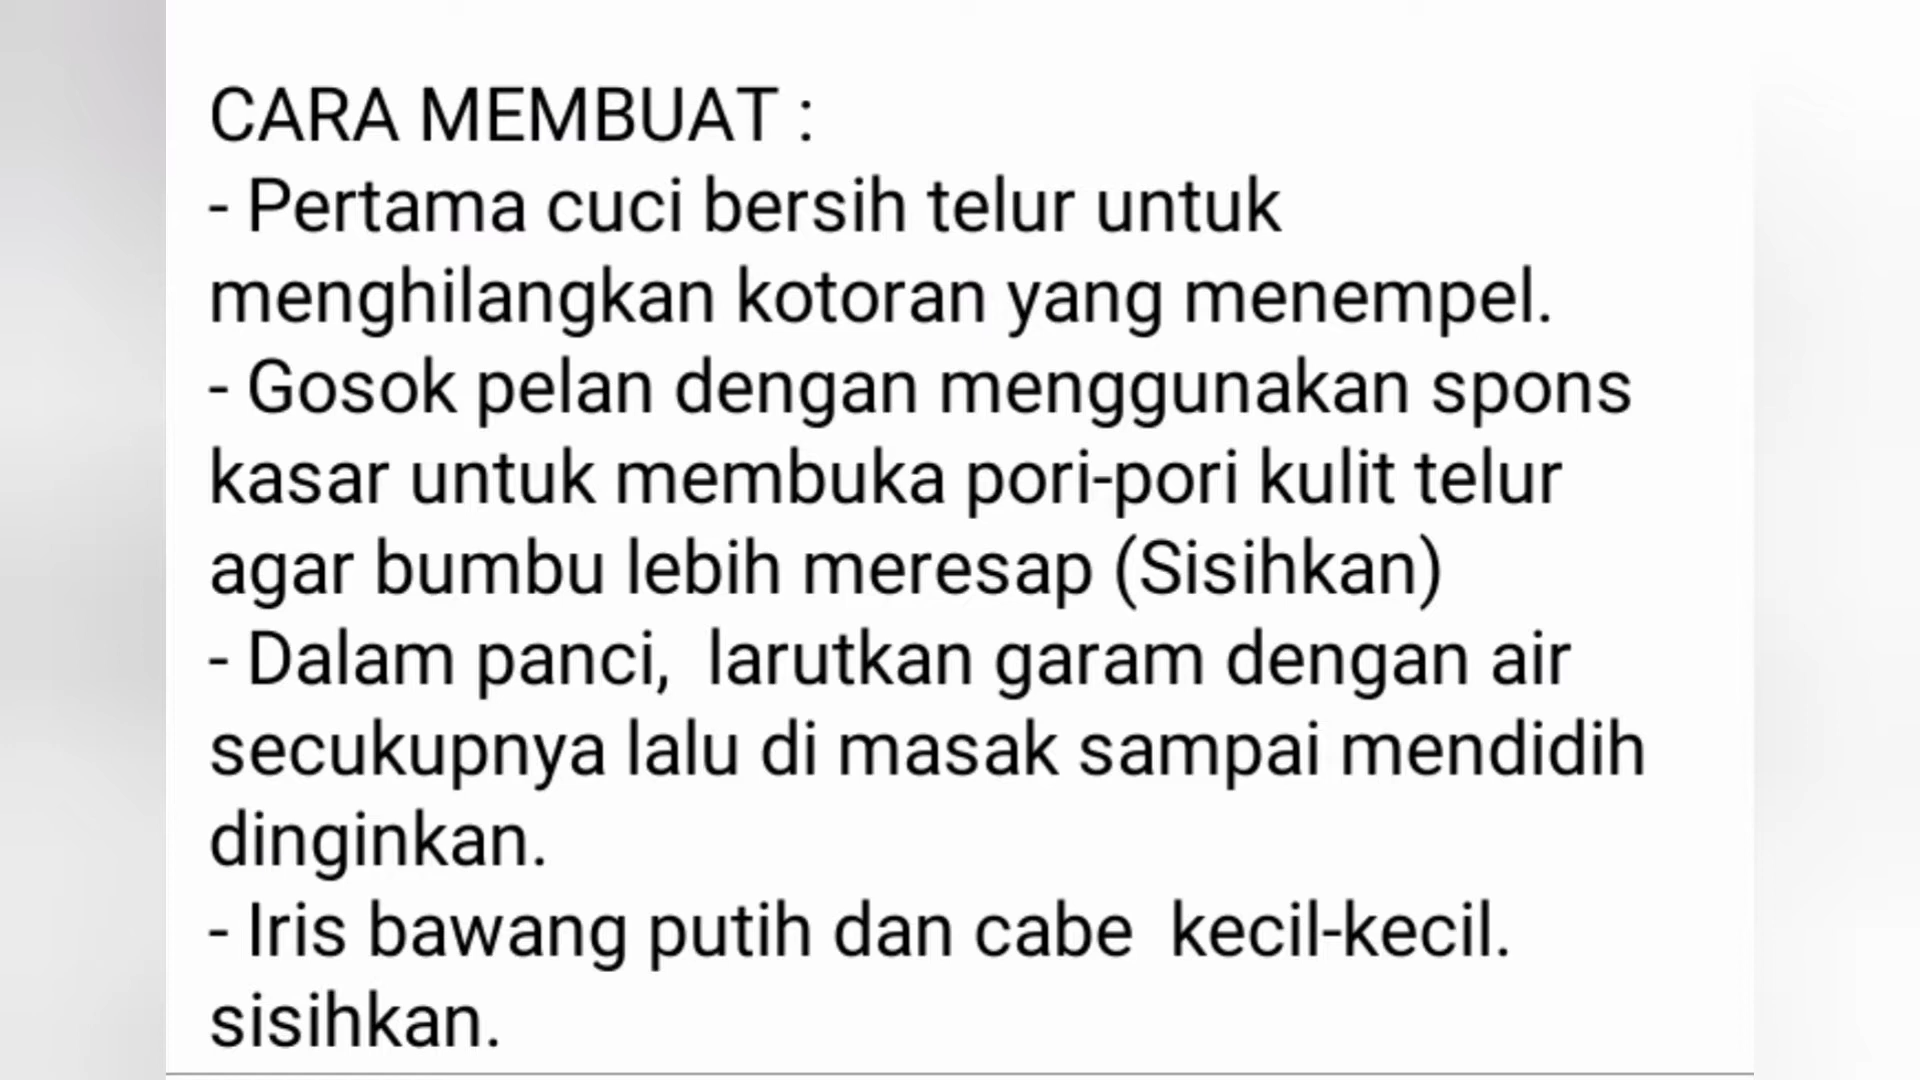 CARA MEMBUAT :
- Pertama cuci bersih telur untuk
menghilangkan kotoran yang menempel.
- Gosok pelan dengan menggunakan spons
kasar untuk membuka pori-pori kulit telur
agar bumbu lebih meresap (Sisihkan)
- Dalam panci,  larutkan garam dengan air
secukupnya lalu di masak sampai mendidih
dinginkan.
- Iris bawang putih dan cabe  kecil-kecil.
sisihkan.